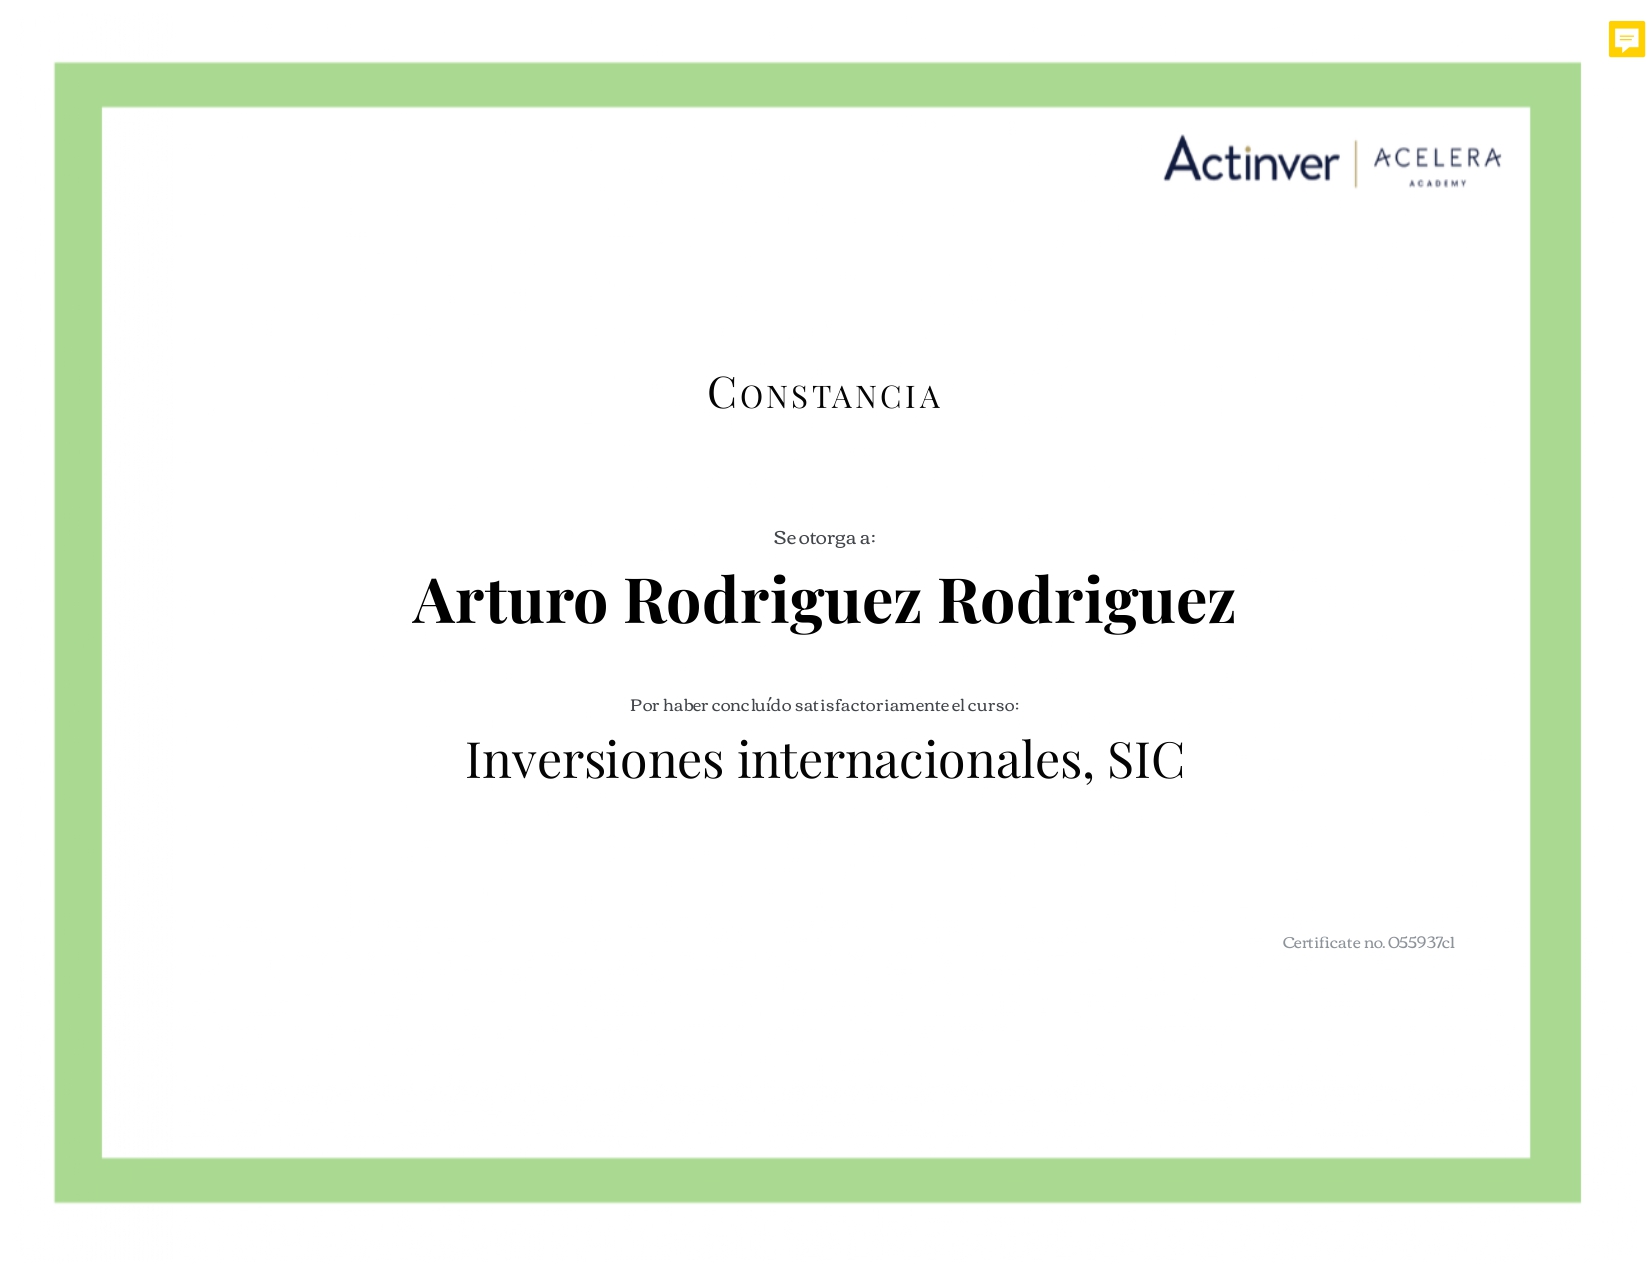 Actinver | ACELERA
ACADEMY
CONSTANCIA
Se otorga a:
Arturo Rodriguez Rodriguez
Por haber concluído satisfactoriamente el curso:
Inversiones internacionales, SIC
Certificate no. 055937c1